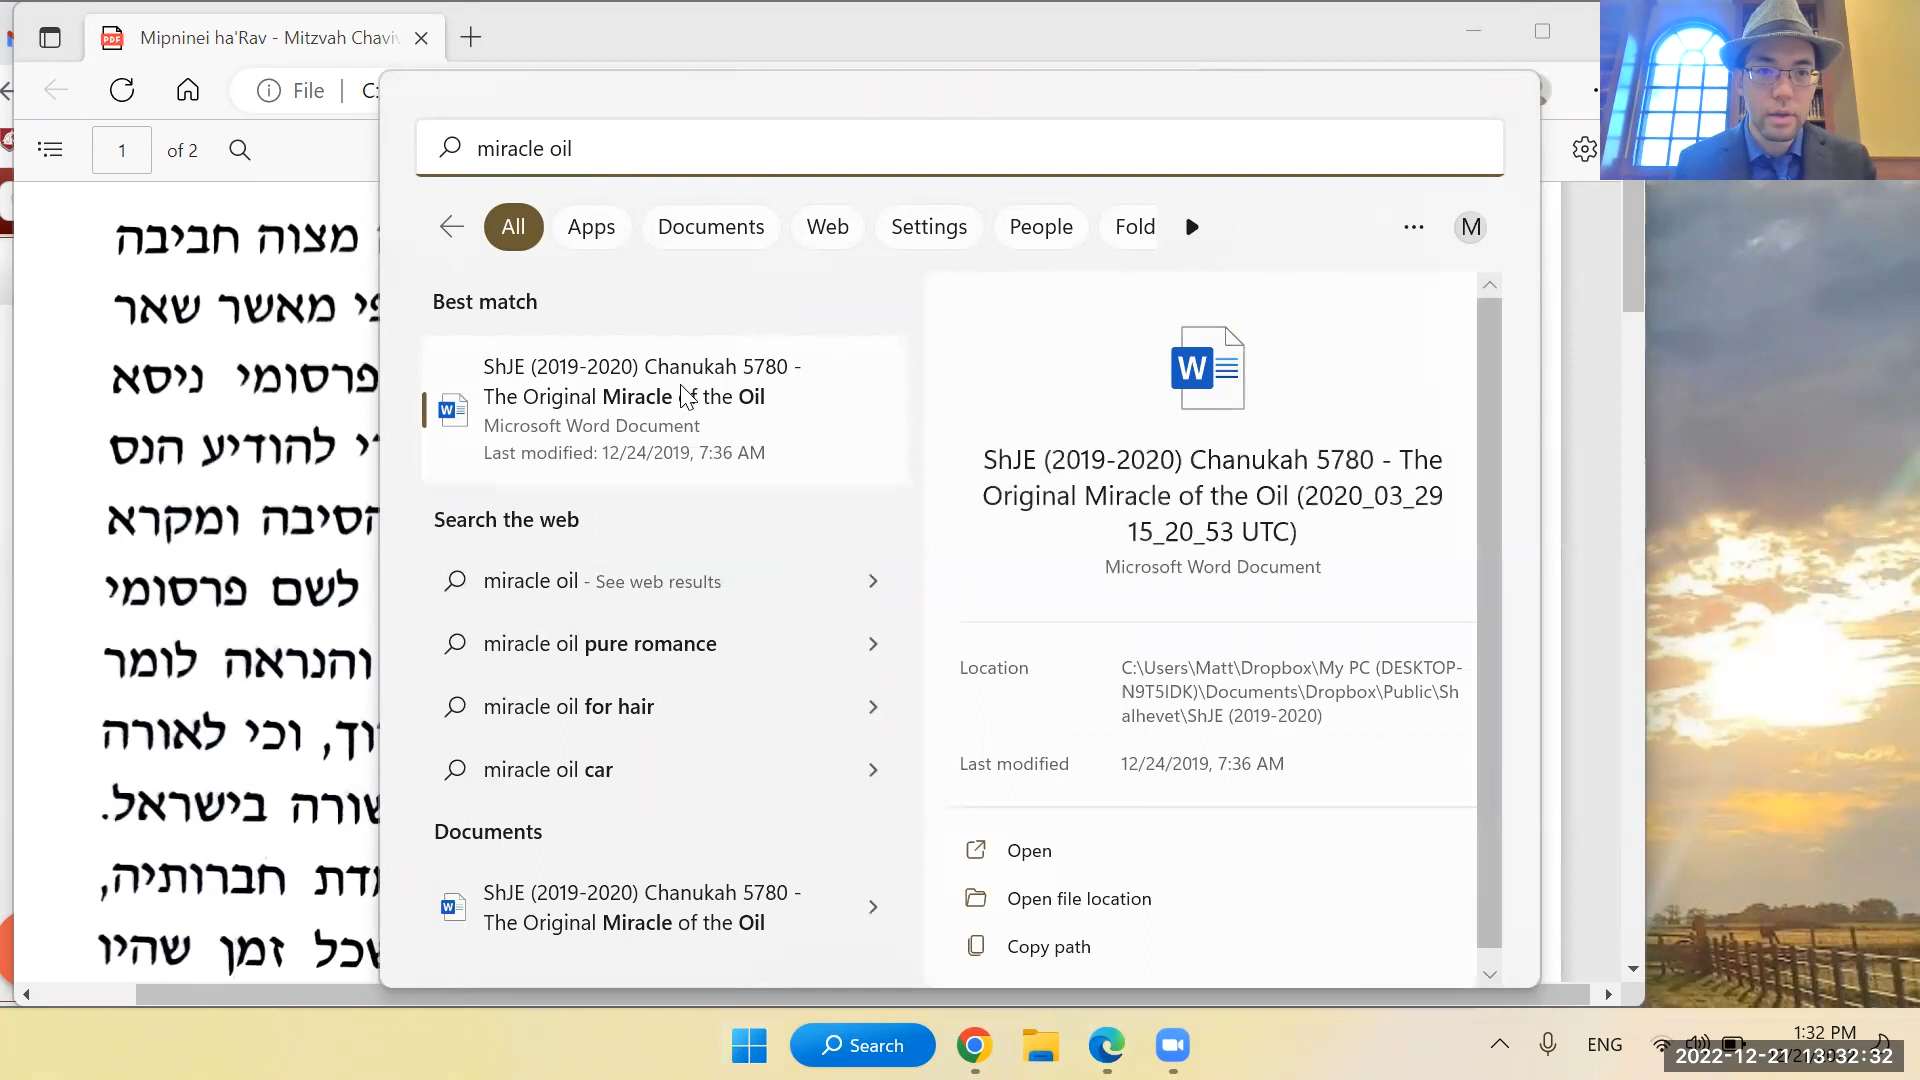 Mipninei ha'Rav - Mitzvah Chaviv
File
C:
1
of 2
miracle oil
All
Apps
Documents
Web
Settings
People
Fold
M
Best match
ShJE (2019-2020) Chanukah 5780 -
The Original Miracle of the Oil
Microsoft Word Document
Last modified: 12/24/2019, 7:36 AM
Search the web
miracle oil - See web results
miracle oil pure romance
miracle oil for hair
miracle oil car
Documents
ShJE (2019-2020) Chanukah 5780 -
The Original Miracle of the Oil
ShJE (2019-2020) Chanukah 5780 - The
Original Miracle of the Oil (2020_03_29
15_20_53 UTC)
Microsoft Word Document
Location
C:\Users\Matt\Dropbox\My PC (DESKTOP-
N9T5IDK)\Documents\Dropbox\Public\Sh
alhevet\ShJE (2019-2020)
Last modified
12/24/2019, 7:36 AM
Open
Open file location
Copy path
מצוה חביבה
מאשר שאר
פרסומי ניסא
להודיע הנס
הסיבה ומקרא
לשם פרסומי
והנראה לומר
וכי לאורה
בישראל.
חברותיה,
שכל זמן שהיו
Search
ENG
1:32 PM
2022-12-21 13:32:32